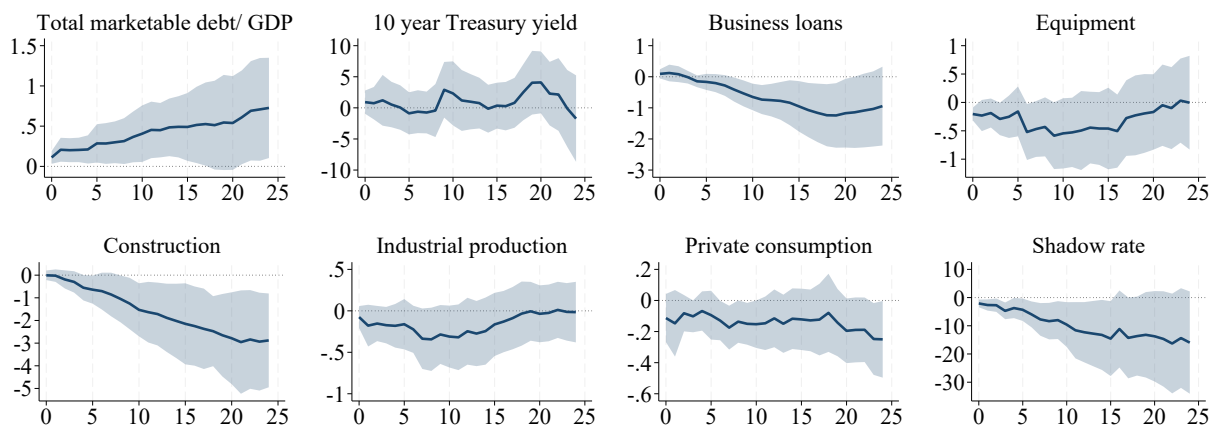 Total marketable debt/ GDP
1.5
1
.5
0
0 5 10 15 20 25
10 year Treasury yield
10
5
0
-5
-10
0 5 10 15 20 25
Business loans
1
0
-1
-2
-3
0 5 10 15 20 25
Equipment
1
.5
0
-.5
-1
0 5 10 15 20 25
Construction
0
-1
-2
-3
-4
-5
0 5 10 15 20 25
Industrial production
.5
0
-.5
-1
0 5 10 15 20 25
Private consumption
.2
0
-.2
-.4
-.6
0 5 10 15 20 25
Shadow rate
10
0
-10
-20
-30
0 5 10 15 20 25